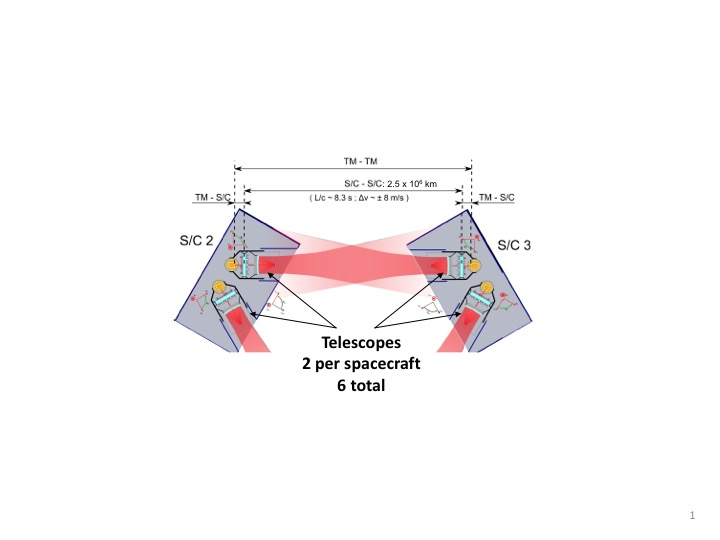 TM - TM
S/C - S/C: 2.5 x 10⁶ km
TM - S/C
( L/c ~ 8.3 s ; Δv ~ ± 8 m/s )
TM - S/C
S/C 2
S/C 3
Telescopes
2 per spacecraft
6 total
1